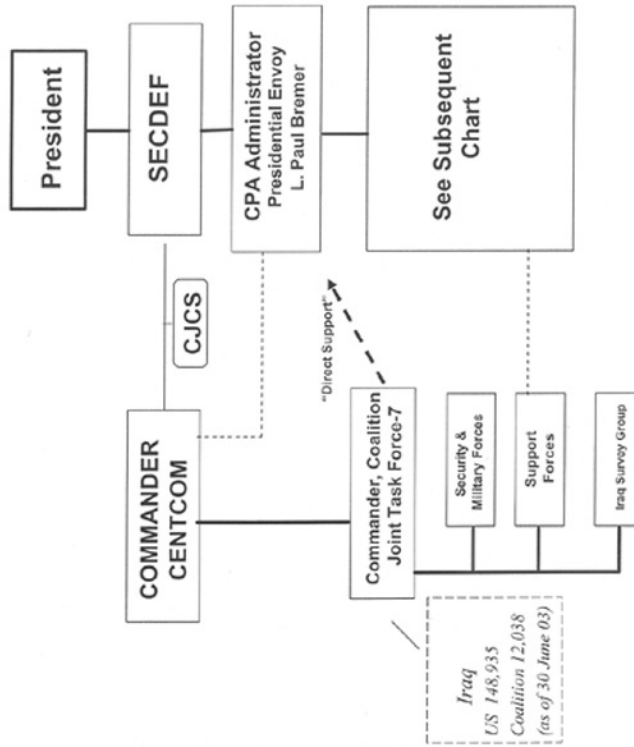 President
SECDEF
CJCS
COMMANDER
CENTCOM
CPA Administrator
Presidential Envoy
L. Paul Bremer
"Direct Support"
Commander, Coalition
Joint Task Force-7
See Subsequent
Chart
Security &
Military Forces
Support
Forces
Iraq Survey Group
Iraq
US 148,935
Coalition 12,038
(as of 30 June 03)